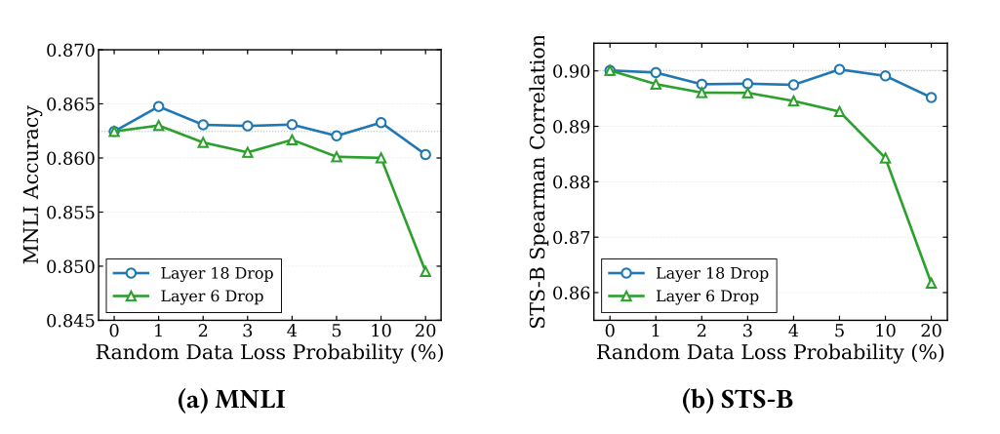 0.870
0.865
0.860
0.855
0.850
0.845
MNLI Accuracy
Layer 18 Drop
Layer 6 Drop
0 1 2 3 4 5 10 20
Random Data Loss Probability (%)
(a) MNLI
0.90
0.89
0.88
0.87
0.86
STS-B Spearman Correlation
Layer 18 Drop
Layer 6 Drop
0 1 2 3 4 5 10 20
Random Data Loss Probability (%)
(b) STS-B